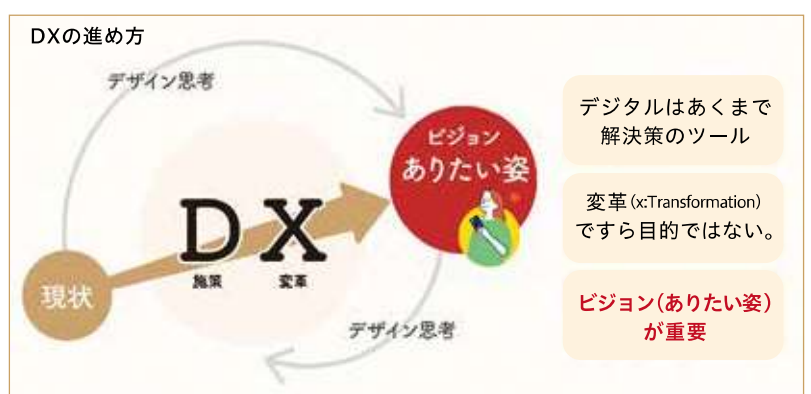 DXの進め方
デザイン思考
ビジョン
ありたい姿
DX
施策
変革
現状
デザイン思考
デジタルはあくまで
解決策のツール
変革(x:Transformation)
ですら目的ではない。
ビジョン(ありたい姿)
が重要